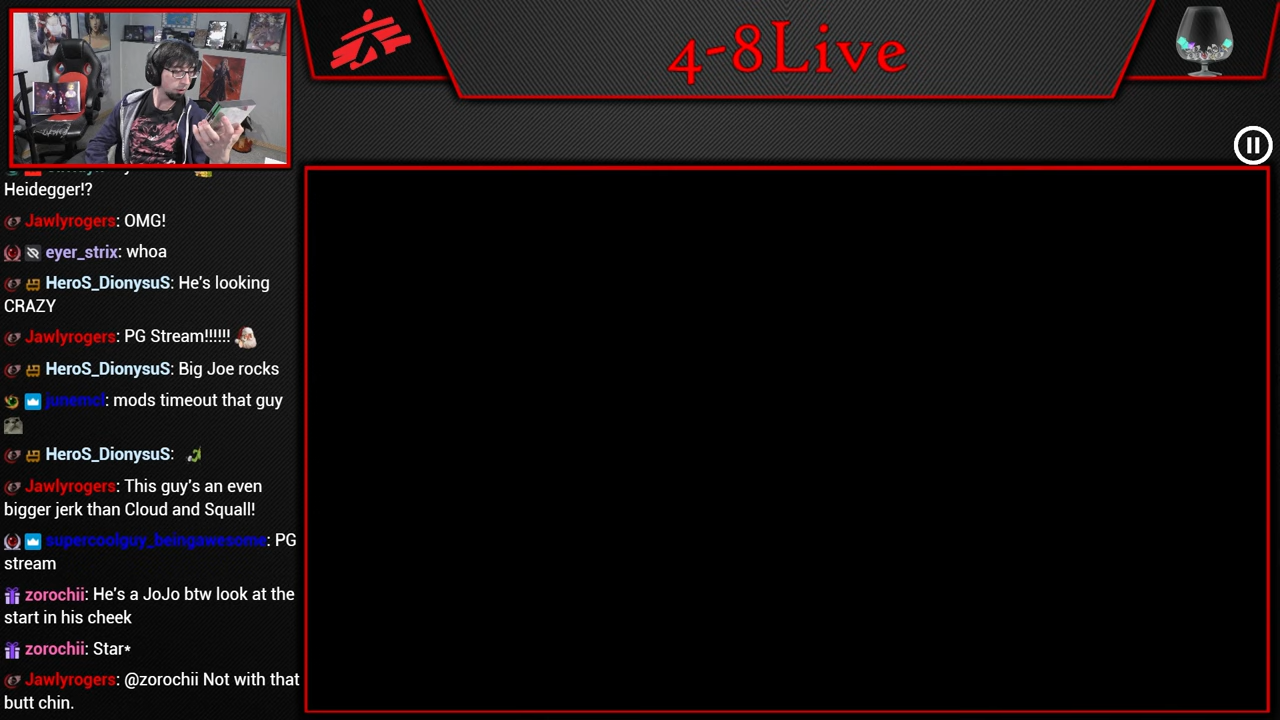 4-8Live
Heidegger!?
Jawlyrogers: OMG!
eyer_strix: whoa
HeroS_DionysuS: He's looking
CRAZY
Jawlyrogers: PG Stream!!!!!!
HeroS_DionysuS: Big Joe rocks
junemcf: mods timeout that guy
HeroS_DionysuS:
Jawlyrogers: This guy's an even
bigger jerk than Cloud and Squall!
supercoolguy_beingawesome: PG
stream
zorochii: He's a JoJo btw look at the
start in his cheek
zorochii: Star*
Jawlyrogers: @zorochii Not with that
butt chin.